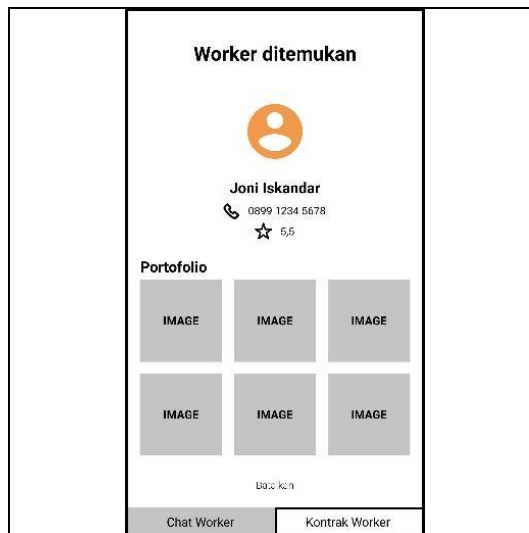 Worker ditemukan
Joni Iskandar
0899 1234 5678
5,5
Portofolio
IMAGE IMAGE IMAGE
IMAGE IMAGE IMAGE
Chat Worker Kontrak Worker